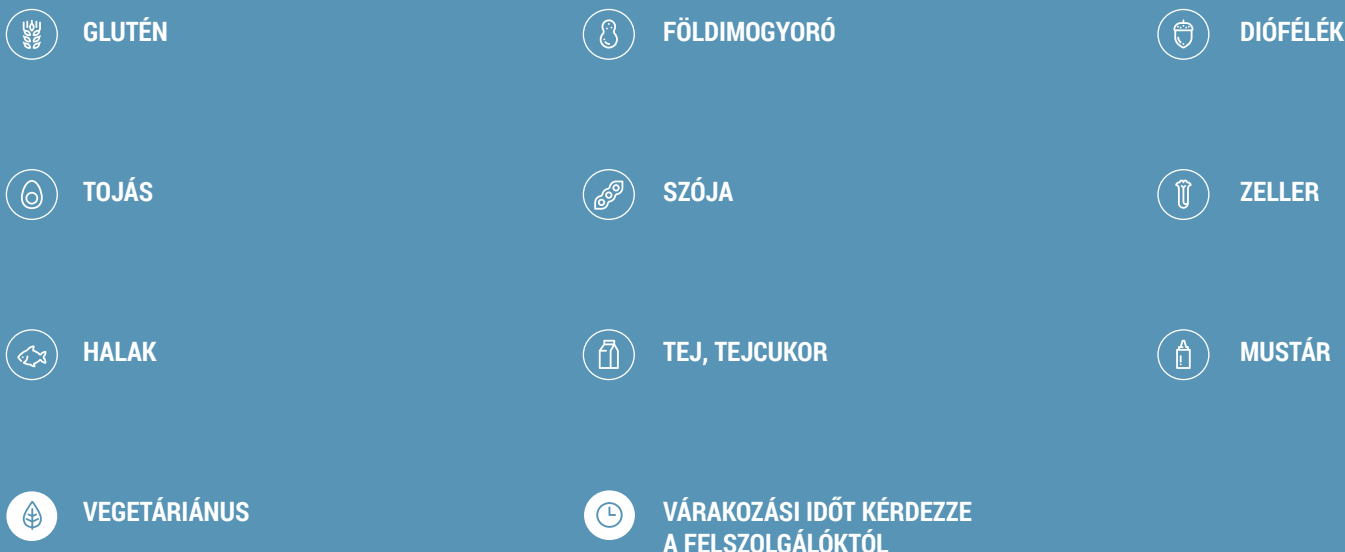 GLUTÉN
FÖLDIMOGYORÓ
DIÓFÉLÉK
TOJÁS
SZÓJA
ZELLER
HALAK
TEJ, TEJCUKOR
MUSTÁR
VEGETÁRIÁNUS
VÁRAKOZÁSI IDŐT KÉRDEZZE
A FELSZOLGÁLÓKTÓL